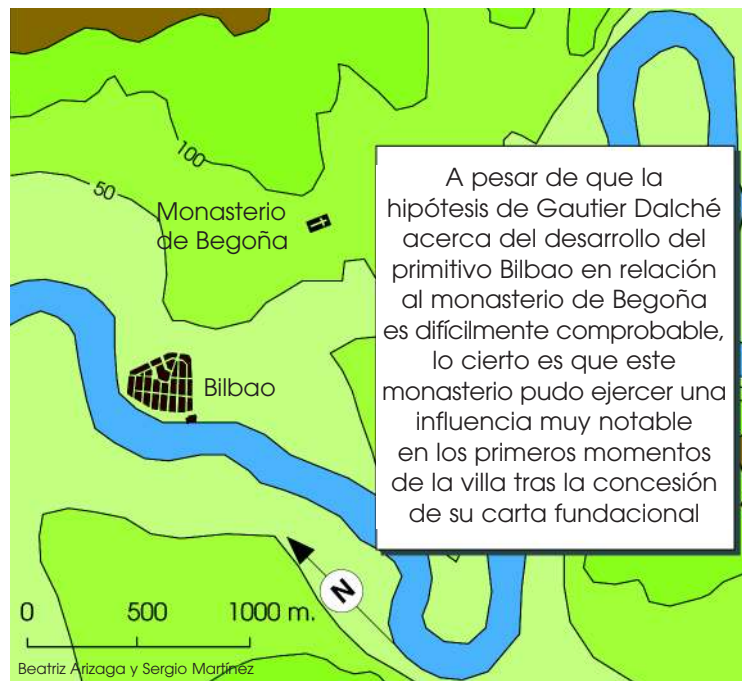 100
50
Monasterio
de Begoña
Bilbao
A pesar de que la
hipótesis de Gautier Dalché
acerca del desarrollo del
primitivo Bilbao en relación
al monasterio de Begoña
es difícilmente comprobable,
lo cierto es que este
monasterio pudo ejercer una
influencia muy notable
en los primeros momentos
de la villa tras la concesión
de su carta fundacional
N
0 500 1000 m.
Beatriz Arizaga y Sergio Martínez